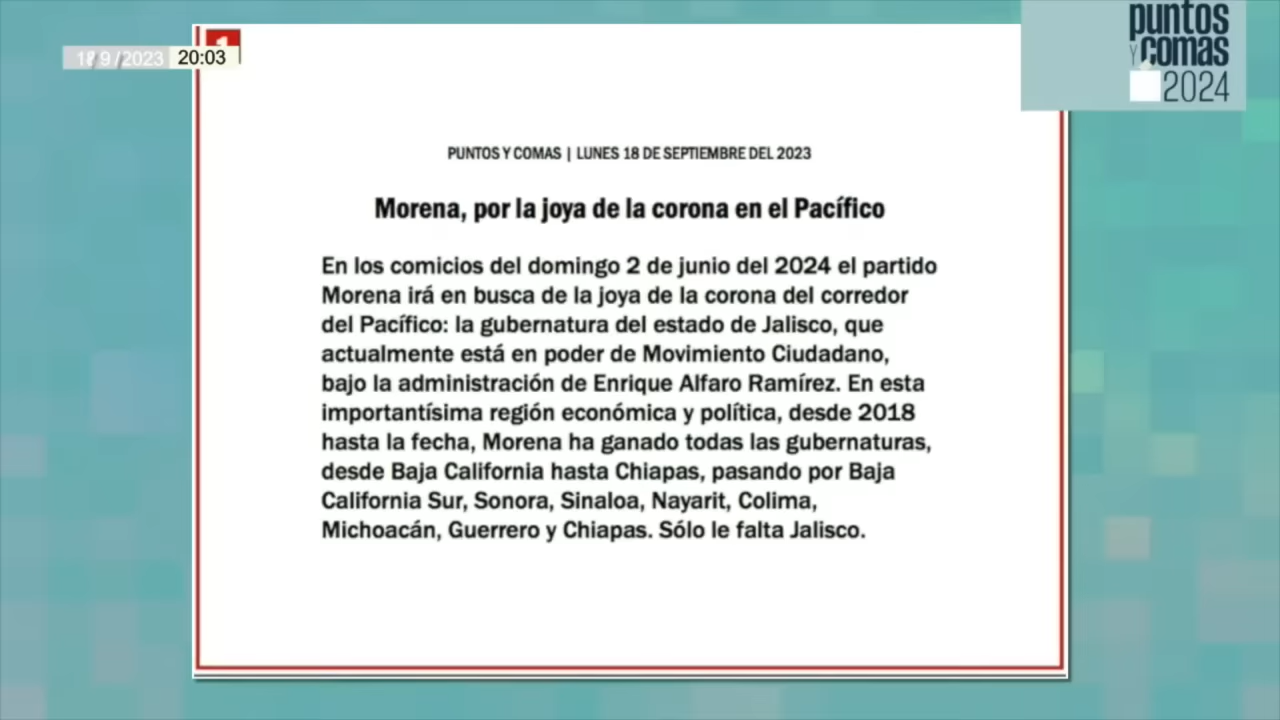 puntos
Y comas
2024
18/9/2023 20:03
1
PUNTOS Y COMAS | LUNES 18 DE SEPTIEMBRE DEL 2023
Morena, por la joya de la corona en el Pacífico
En los comicios del domingo 2 de junio del 2024 el partido
Morena irá en busca de la joya de la corona del corredor
del Pacífico: la gubernatura del estado de Jalisco, que
actualmente está en poder de Movimiento Ciudadano,
bajo la administración de Enrique Alfaro Ramírez. En esta
importantísima región económica y política, desde 2018
hasta la fecha, Morena ha ganado todas las gubernaturas,
desde Baja California hasta Chiapas, pasando por Baja
California Sur, Sonora, Sinaloa, Nayarit, Colima,
Michoacán, Guerrero y Chiapas. Sólo le falta Jalisco.